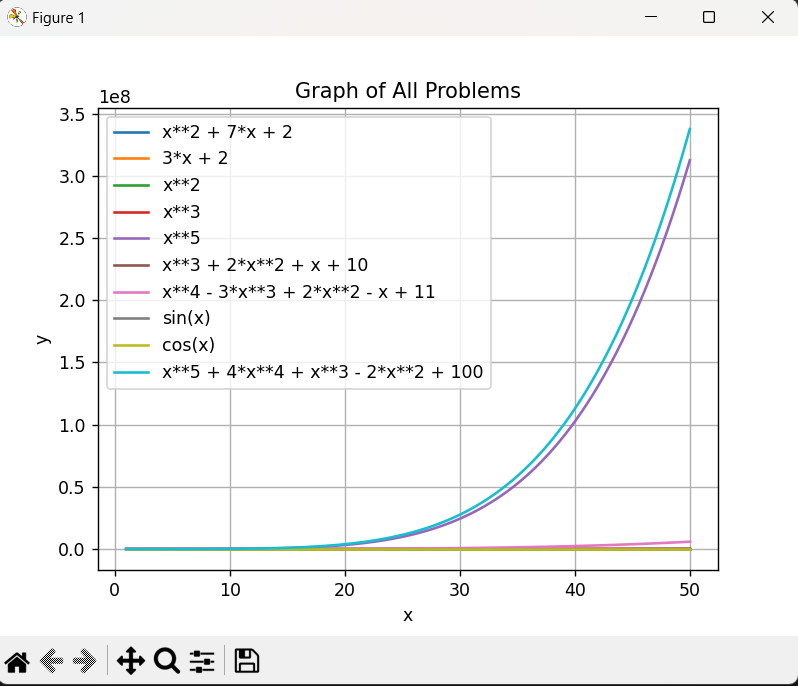 Figure 1
Graph of All Problems
1e8
3.5
3.0
2.5
2.0
1.5
1.0
0.5
0.0
y
x**2 + 7*x + 2
3*x + 2
x**2
x**3
x**5
x**3 + 2*x**2 + x + 10
x**4 - 3*x**3 + 2*x**2 - x + 11
sin(x)
cos(x)
x**5 + 4*x**4 + x**3 - 2*x**2 + 100
0 10 20 30 40 50
x